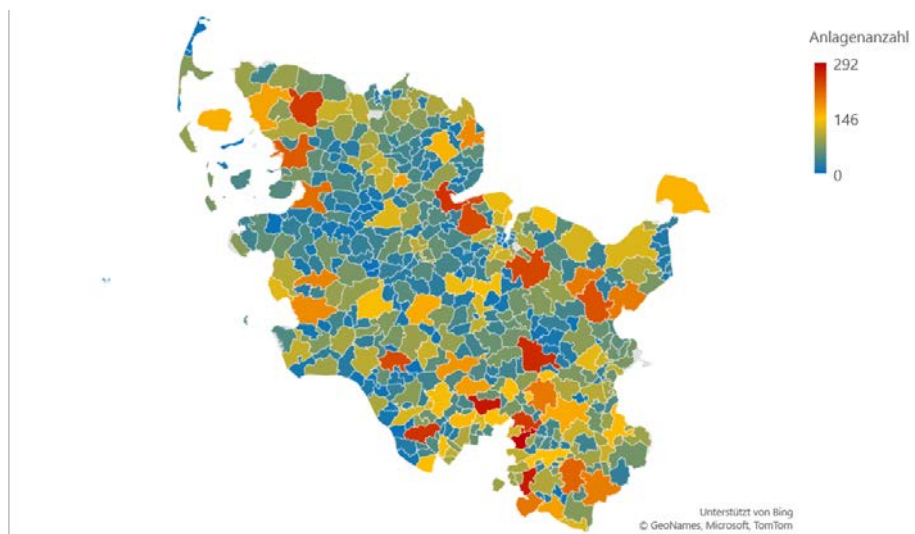 Anlagenanzahl
292
146
0
Unterstützt von Bing
© GeoNames, Microsoft, TomTom